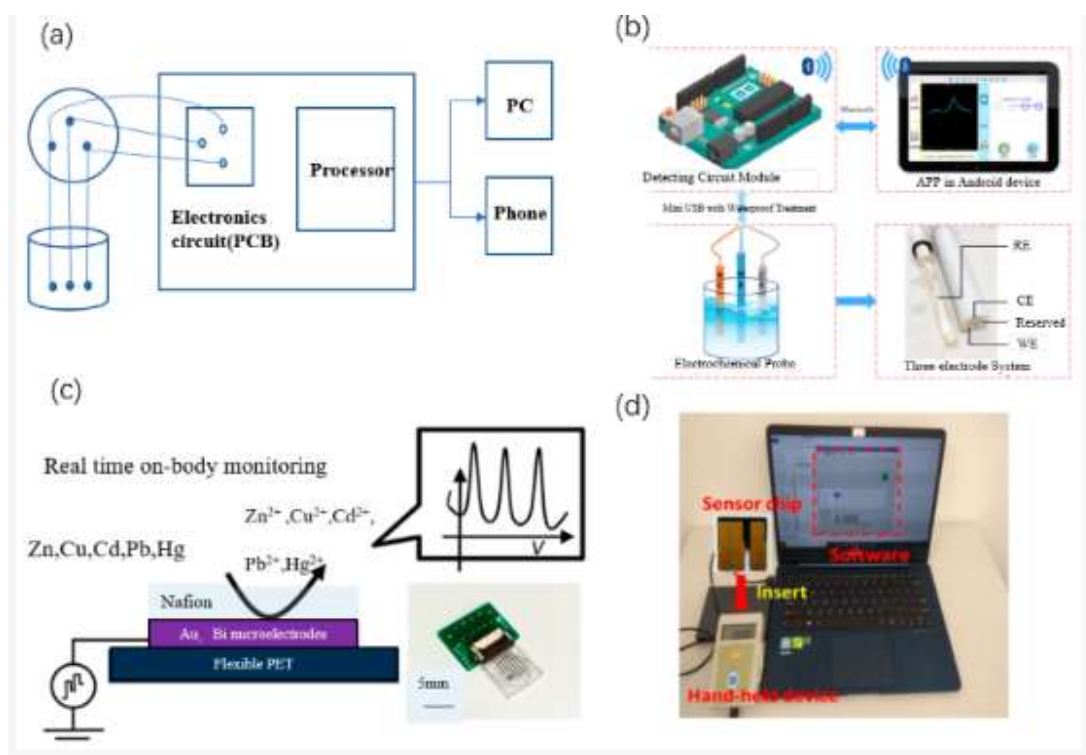 (a)
PC
Processor
Electronics
circuit(PCB)
Phone
(b)
Detecting Circuit Module
Bluetooth
APP in Android device
Mini USB with Waterproof Treatment
Electrochemical Probe
RE
CE
Reserved
WE
Three electrode System
(c)
Real time on-body monitoring
Zn²⁺,Cu²⁺,Cd²⁺,
Zn,Cu,Cd,Pb,Hg
Pb²⁺,Hg²⁺
V
Nafion
Au、Bi microelectrodes
Flexible PET
5mm
(d)
Sensor chip
Software
Insert
Hand-held device